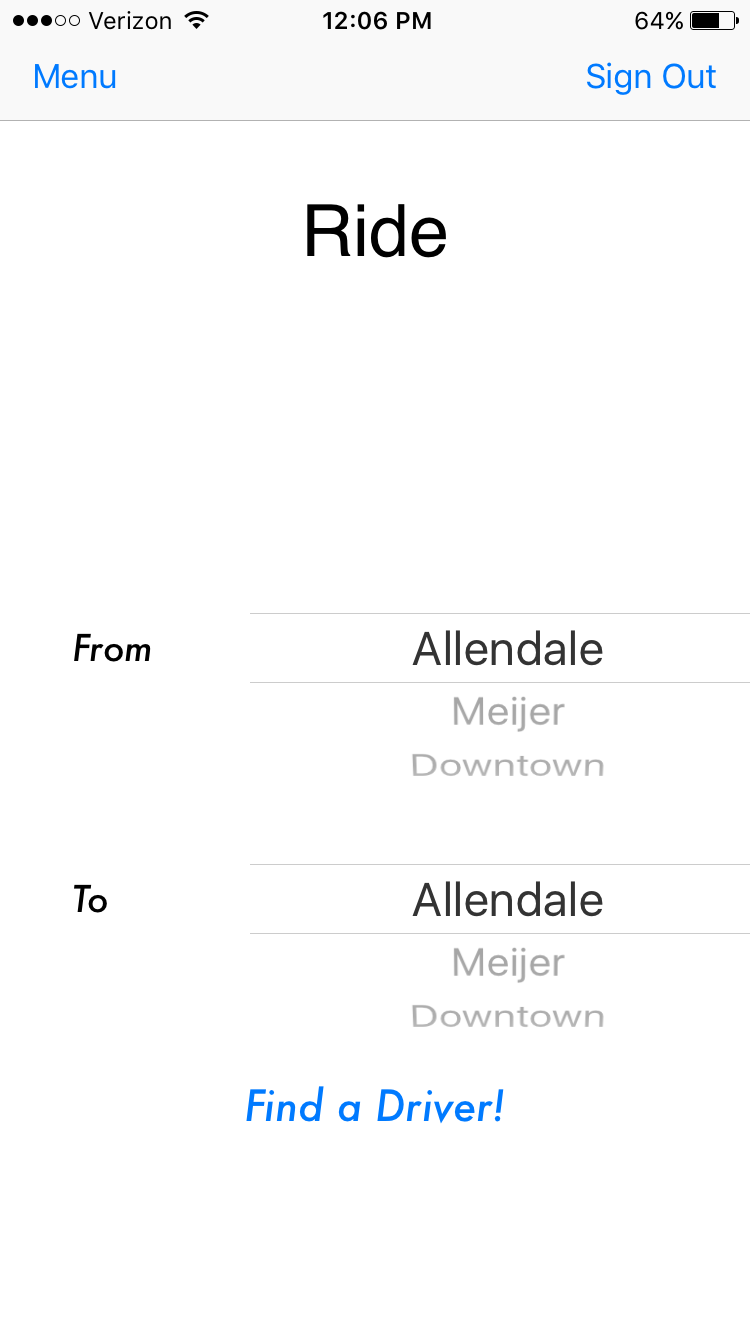 Verizon 12:06 PM 64%
Menu Sign Out
Ride
From Allendale
Meijer
Downtown
To Allendale
Meijer
Downtown
Find a Driver!